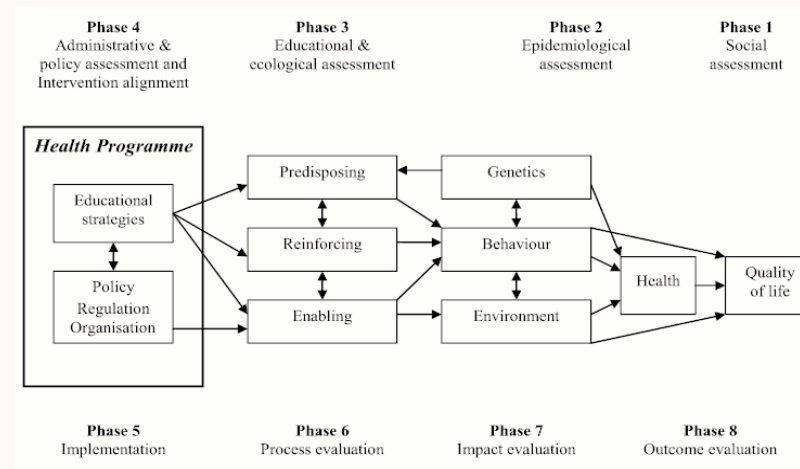 Phase 4
Administrative &
policy assessment and
Intervention alignment
Phase 3
Educational &
ecological assessment
Phase 2
Epidemiological
assessment
Phase 1
Social
assessment
Health Programme
Educational
strategies
Policy
Regulation
Organisation
Predisposing
Reinforcing
Enabling
Genetics
Behaviour
Environment
Health
Quality
of life
Phase 5
Implementation
Phase 6
Process evaluation
Phase 7
Impact evaluation
Phase 8
Outcome evaluation